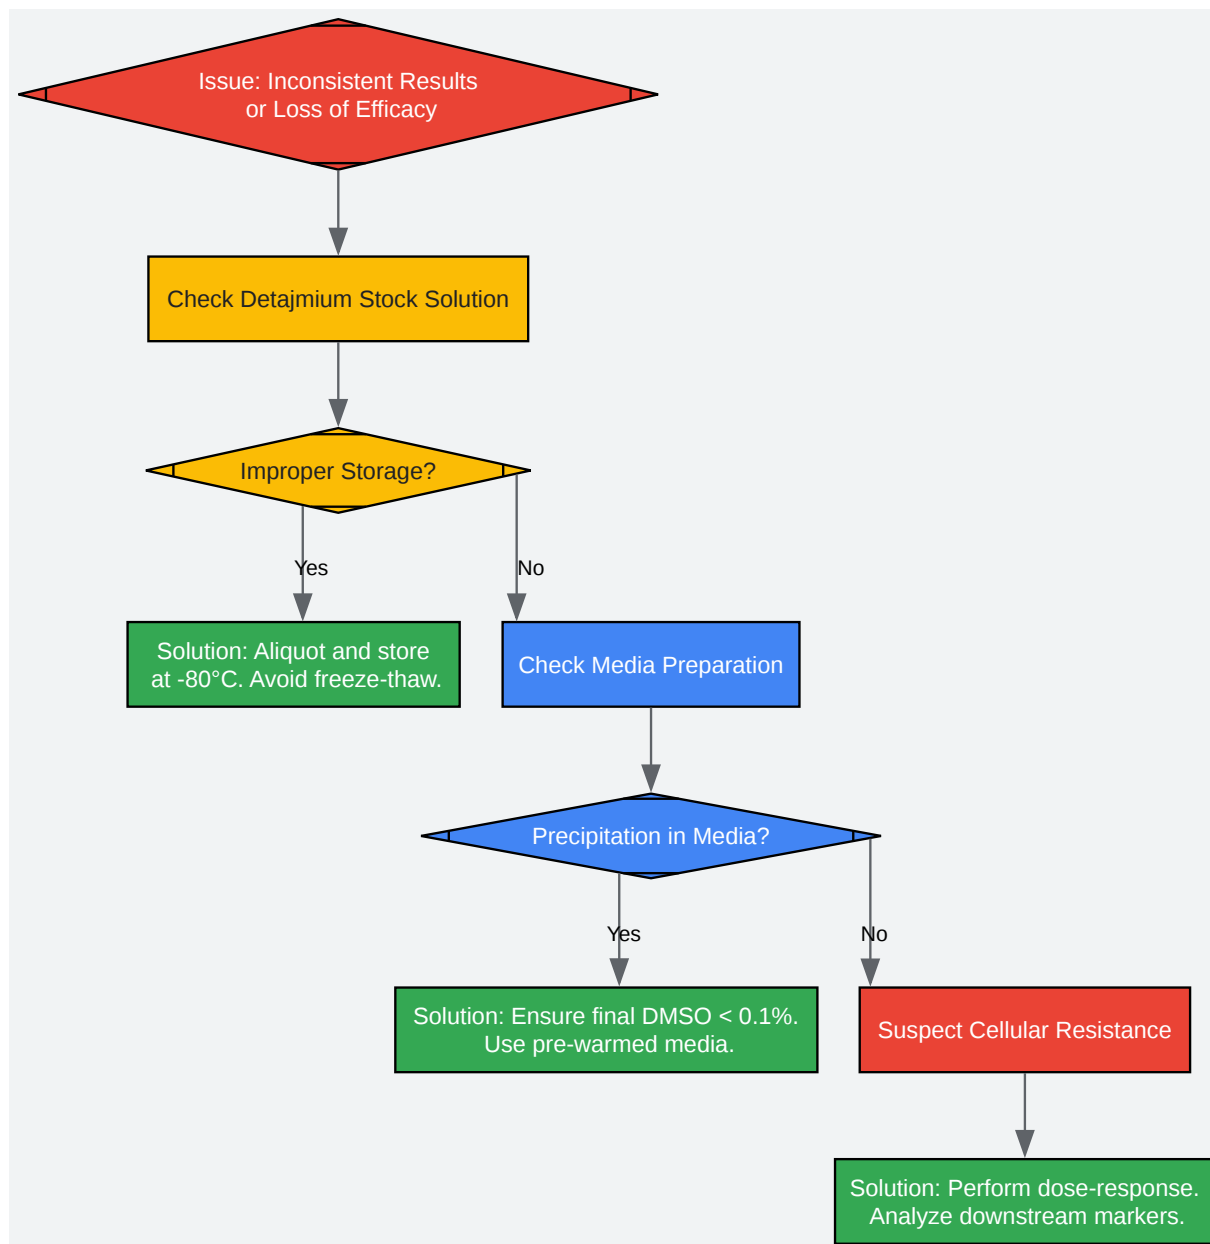 Issue: Inconsistent Results
or Loss of Efficacy
Check Detajmium Stock Solution
Improper Storage?
Yes
No
Solution: Aliquot and store
at -80°C. Avoid freeze-thaw.
Check Media Preparation
Precipitation in Media?
Yes
No
Solution: Ensure final DMSO < 0.1%.
Use pre-warmed media.
Suspect Cellular Resistance
Solution: Perform dose-response.
Analyze downstream markers.